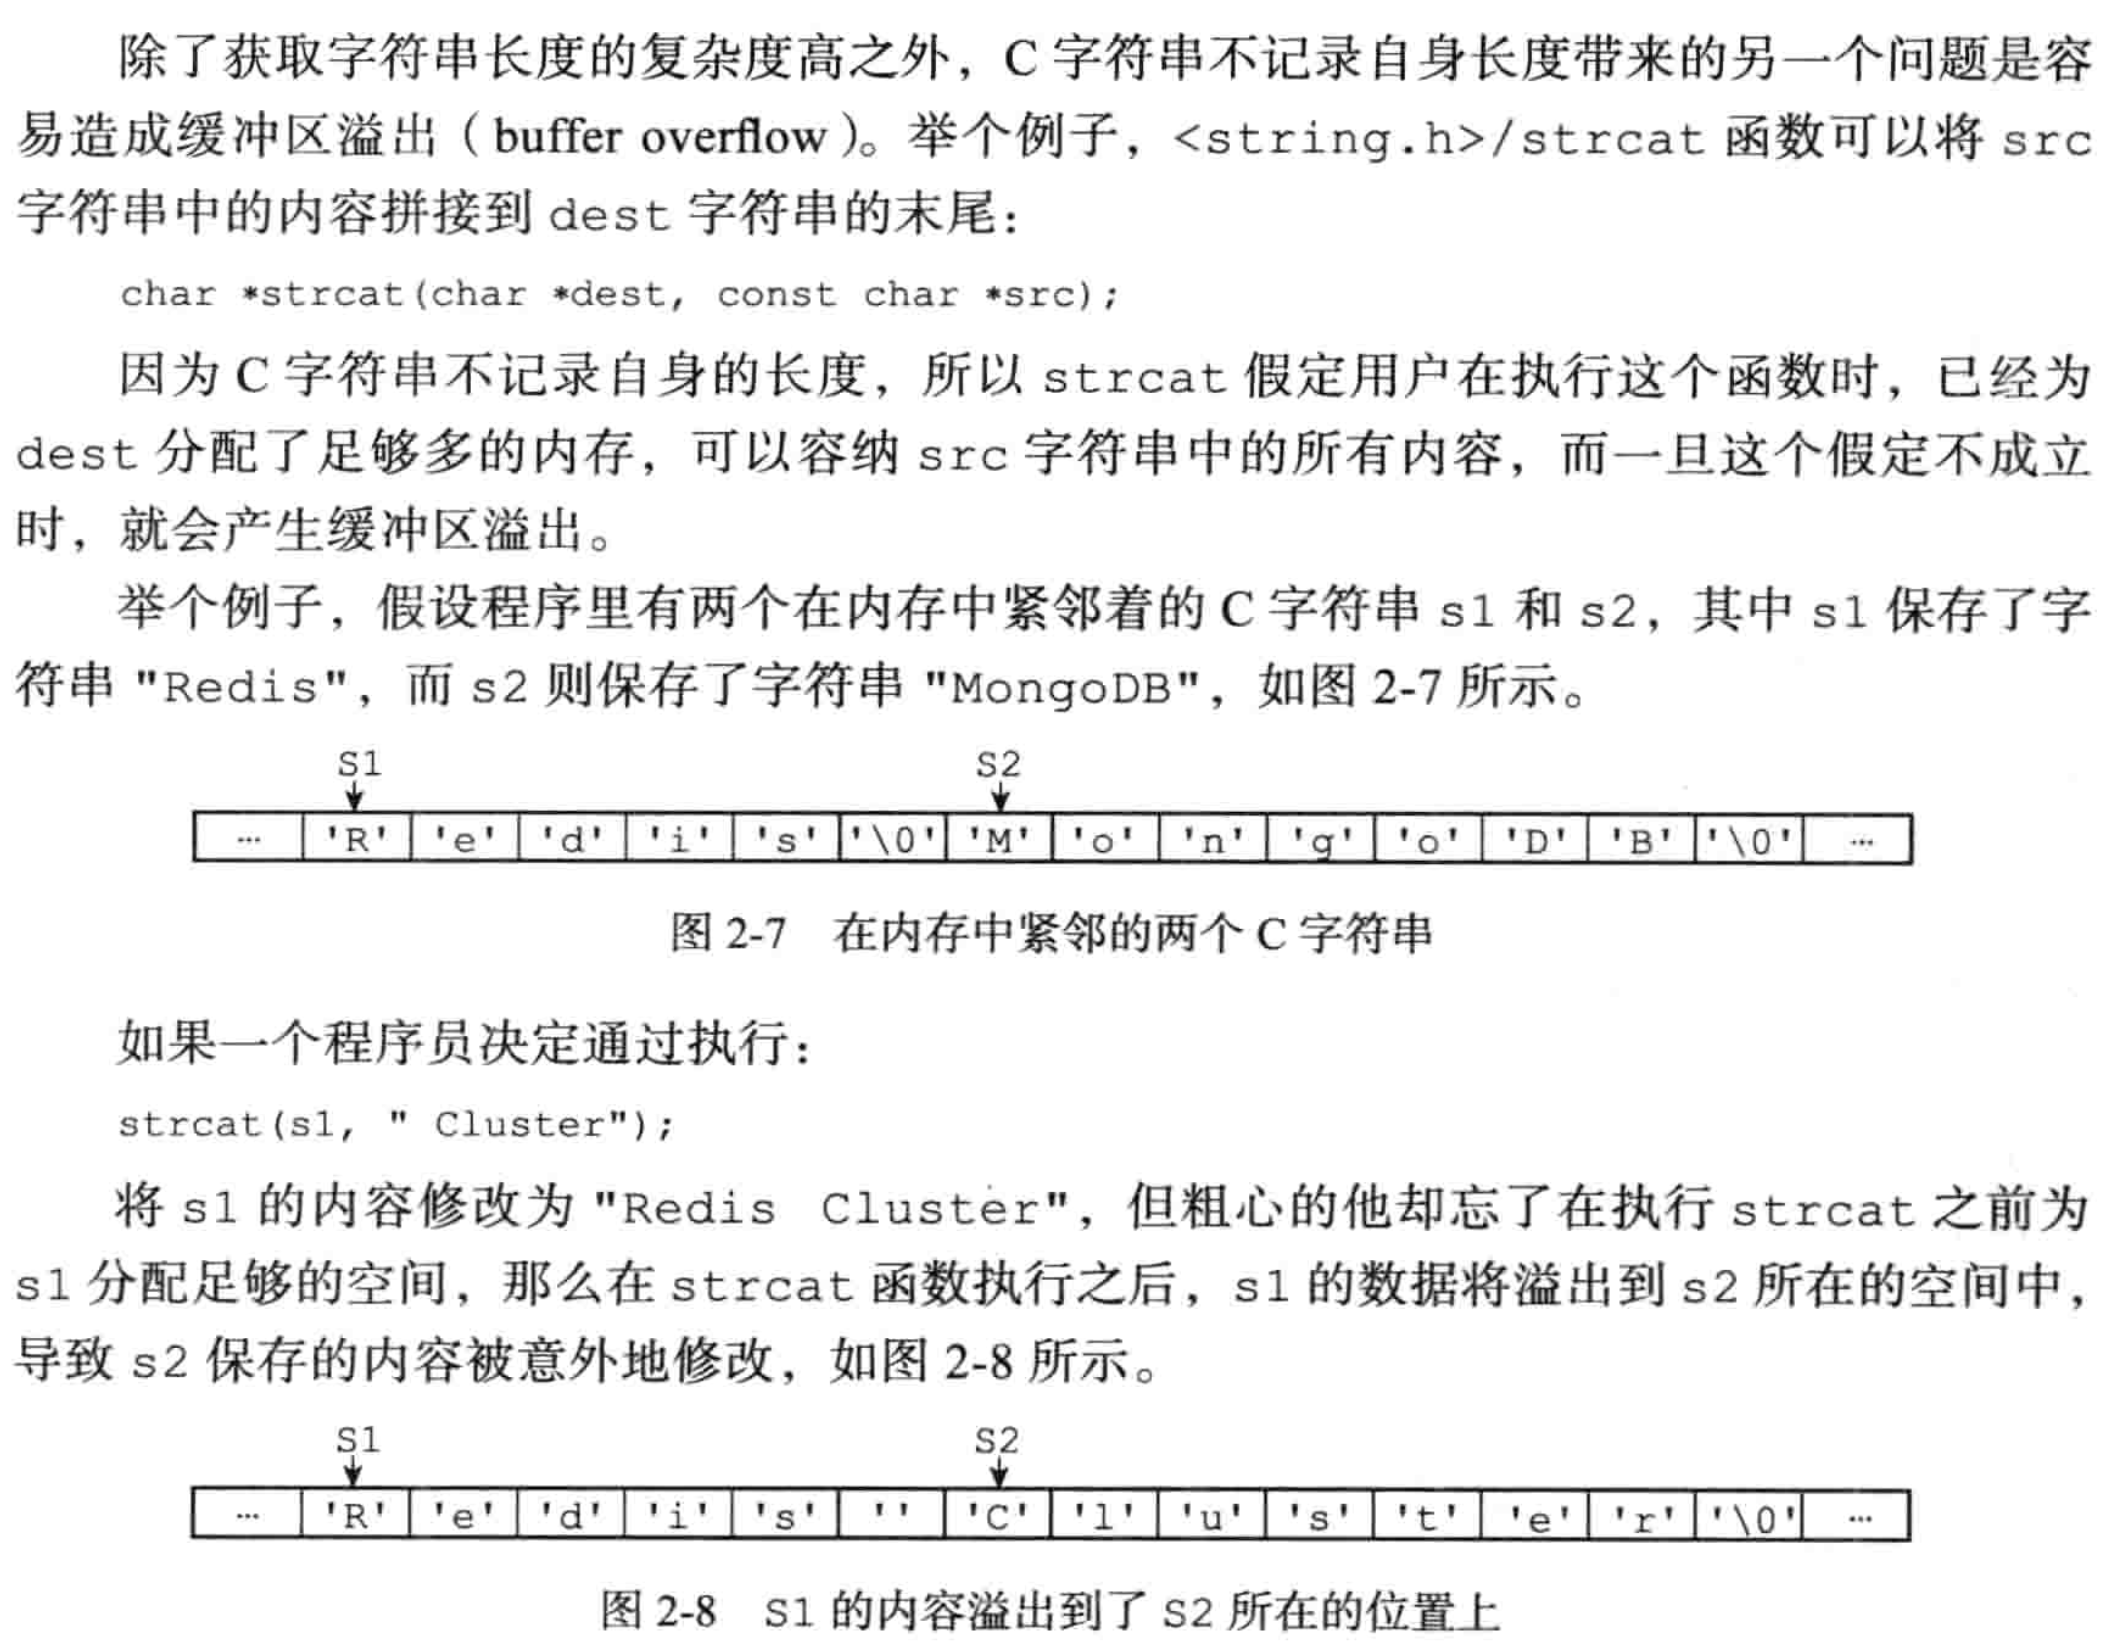 除了获取字符串长度的复杂度高之外，C 字符串不记录自身长度带来的另一个问题是容
易造成缓冲区溢出（buffer overflow）。举个例子，<string.h>/strcat 函数可以将 src
字符串中的内容拼接到 dest 字符串的末尾：
char *strcat(char *dest, const char *src);
因为 C 字符串不记录自身的长度，所以 strcat 假定用户在执行这个函数时，已经为
dest 分配了足够多的内存，可以容纳 src 字符串中的所有内容，而一旦这个假定不成立
时，就会产生缓冲区溢出。
举个例子，假设程序里有两个在内存中紧邻着的 C 字符串 s1 和 s2，其中 s1 保存了字
符串 "Redis"，而 s2 则保存了字符串 "MongoDB"，如图 2-7 所示。
S1 S2
… 'R' 'e' 'd' 'i' 's' '\0' 'M' 'o' 'n' 'g' 'o' 'D' 'B' '\0' …
图 2-7 在内存中紧邻的两个 C 字符串
如果一个程序员决定通过执行：
strcat(s1, " Cluster");
将 s1 的内容修改为 "Redis Cluster"，但粗心的他却忘了在执行 strcat 之前为
s1 分配足够的空间，那么在 strcat 函数执行之后，s1 的数据将溢出到 s2 所在的空间中，
导致 s2 保存的内容被意外地修改，如图 2-8 所示。
S1 S2
… 'R' 'e' 'd' 'i' 's' ' ' 'C' 'l' 'u' 's' 't' 'e' 'r' '\0' …
图 2-8 S1 的内容溢出到了 S2 所在的位置上